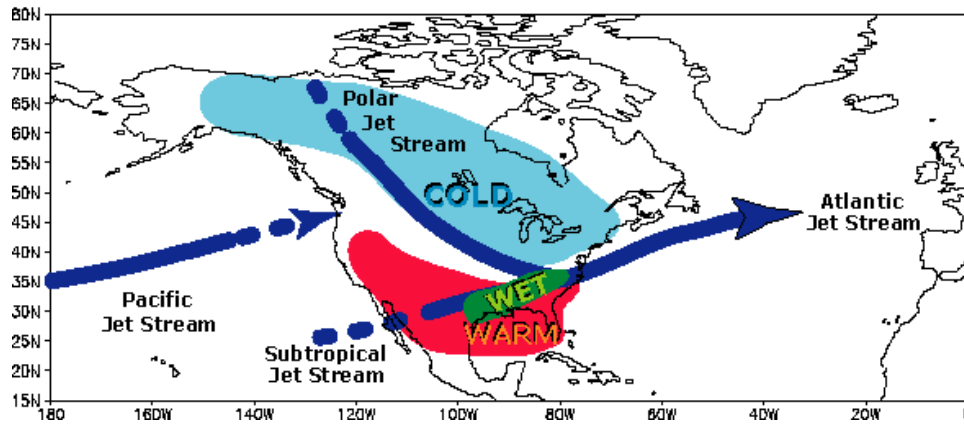 80N
75N
70N
65N
60N
55N
50N
45N
40N
35N
30N
25N
20N
15N
Polar
Jet
Stream
COLD
Atlantic
Jet Stream
Pacific
Jet Stream
WET
WARM
Subtropical
Jet Stream
180 160W 140W 120W 100W 80W 60W 40W 20W